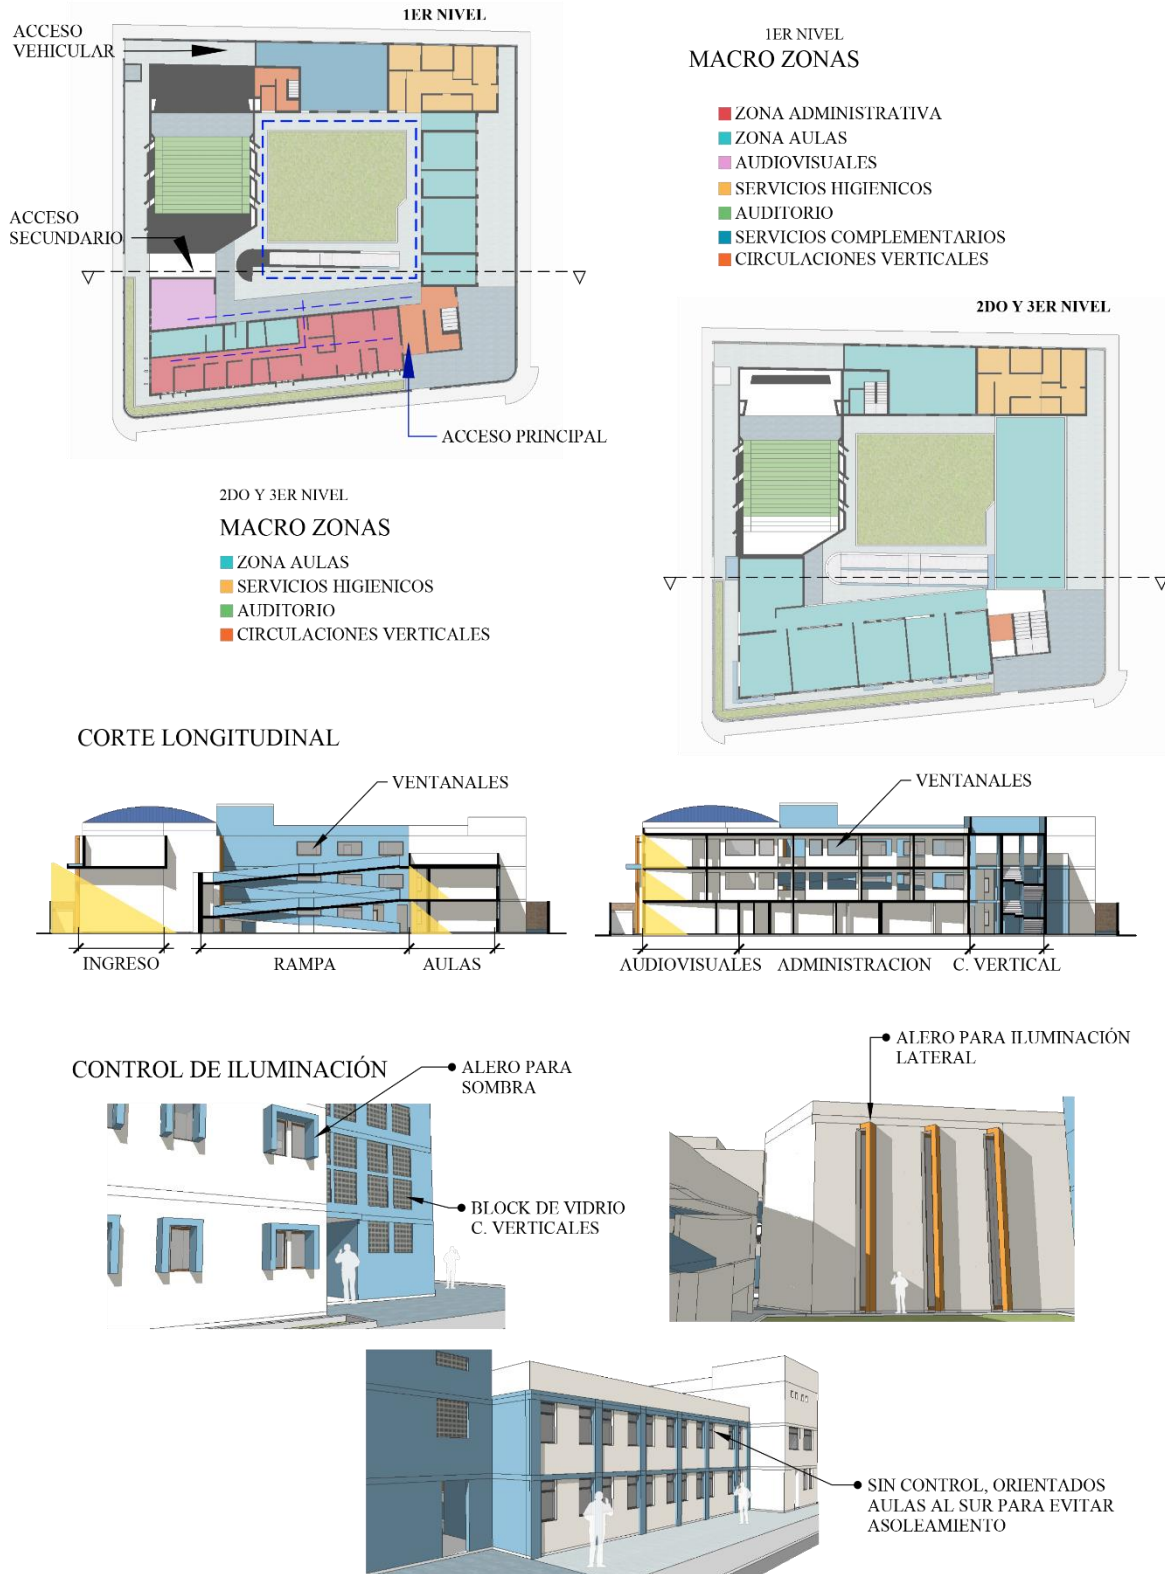 1ER NIVEL
ACCESO
VEHICULAR
ACCESO
SECUNDARIO
ACCESO PRINCIPAL
1ER NIVEL
MACRO ZONAS
ZONA ADMINISTRATIVA
ZONA AULAS
AUDIOVISUALES
SERVICIOS HIGIENICOS
AUDITORIO
SERVICIOS COMPLEMENTARIOS
CIRCULACIONES VERTICALES
2DO Y 3ER NIVEL
2DO Y 3ER NIVEL
MACRO ZONAS
ZONA AULAS
SERVICIOS HIGIENICOS
AUDITORIO
CIRCULACIONES VERTICALES
CORTE LONGITUDINAL
VENTANALES
INGRESO
RAMPA
AULAS
VENTANALES
AUDIOVISUALES
ADMINISTRACION
C. VERTICAL
CONTROL DE ILUMINACIÓN
ALERO PARA
SOMBRA
BLOCK DE VIDRIO
C. VERTICALES
ALERO PARA ILUMINACIÓN
LATERAL
SIN CONTROL, ORIENTADOS
AULAS AL SUR PARA EVITAR
ASOLEAMIENTO